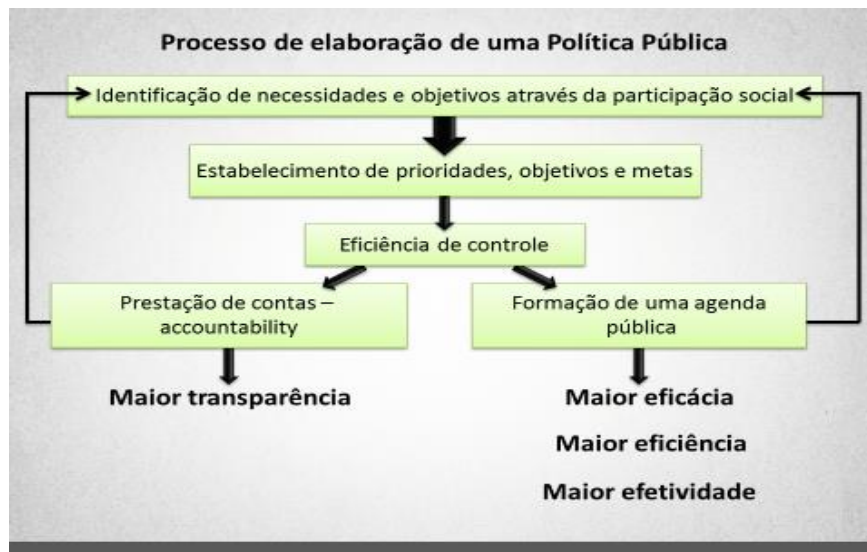 Processo de elaboração de uma Política Pública
Identificação de necessidades e objetivos através da participação social
Estabelecimento de prioridades, objetivos e metas
Eficiência de controle
Prestação de contas –
accountability
Formação de uma agenda
pública
Maior transparência
Maior eficácia
Maior eficiência
Maior efetividade